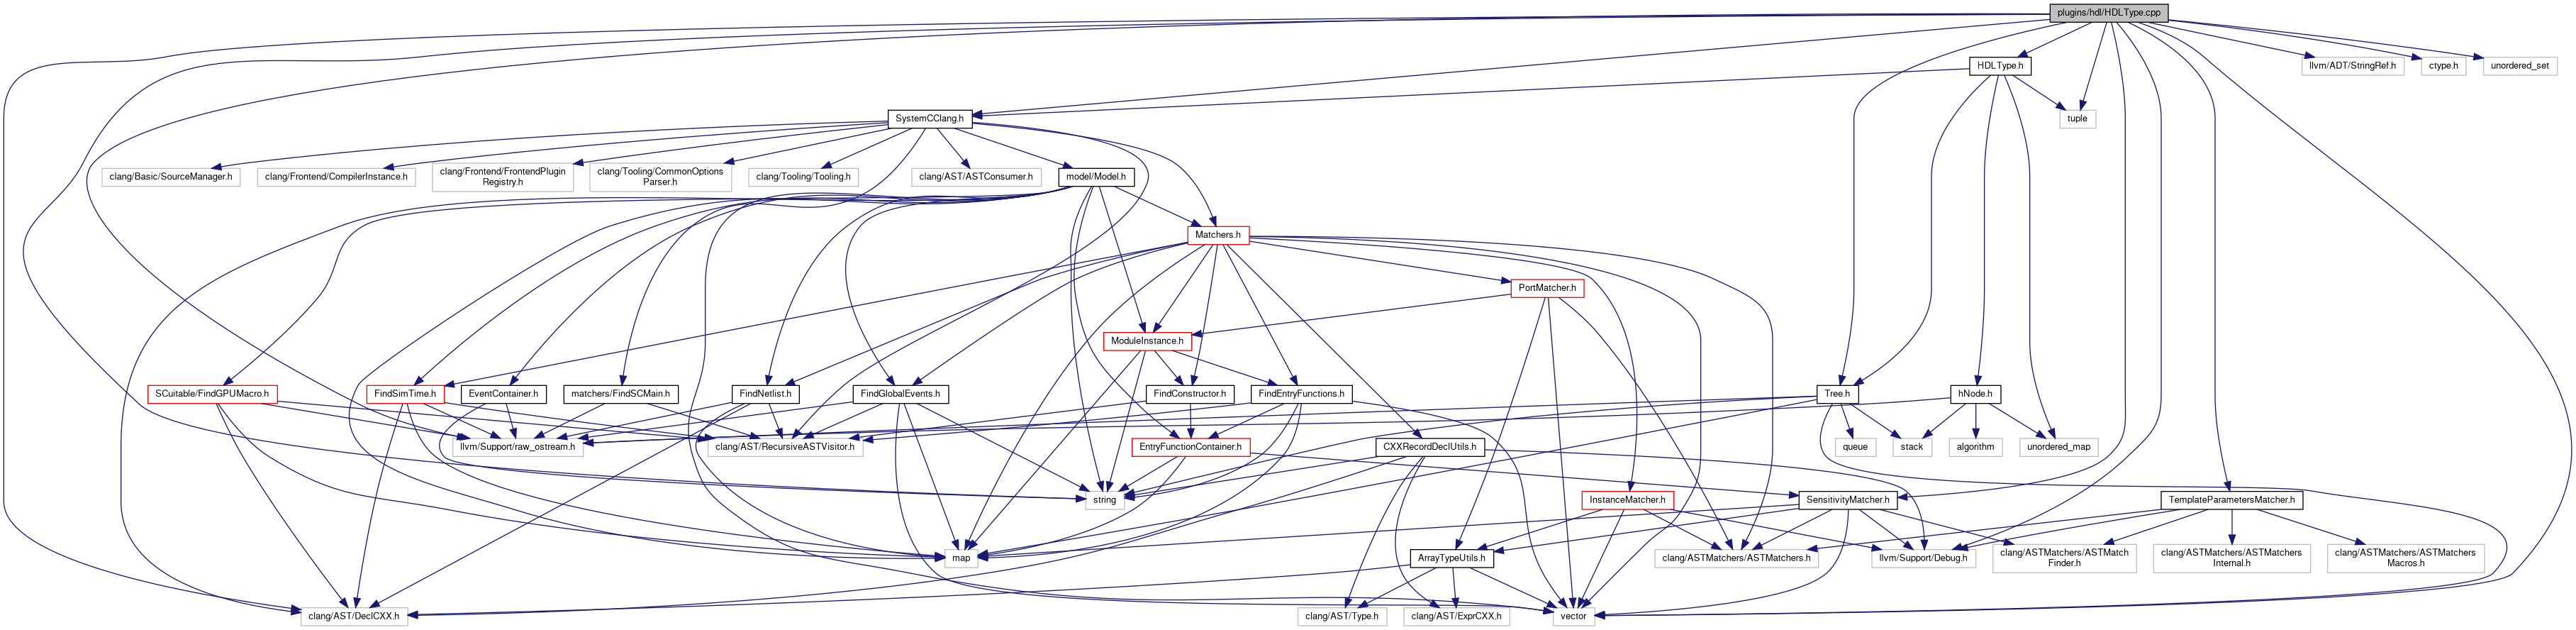 plugins/hdl/HDLType.cpp
HDLType.h
llvm/ADT/StringRef.h
ctype.h
unordered_set
SystemCClang.h
tuple
clang/Basic/SourceManager.h
clang/Frontend/CompilerInstance.h
clang/Frontend/FrontendPlugin
Registry.h
clang/Tooling/CommonOptions
Parser.h
clang/Tooling/Tooling.h
clang/AST/ASTConsumer.h
model/Model.h
Matchers.h
PortMatcher.h
ModuleInstance.h
SCuitable/FindGPUMacro.h
FindSimTime.h
EventContainer.h
matchers/FindSCMain.h
FindNetlist.h
FindGlobalEvents.h
FindConstructor.h
FindEntryFunctions.h
Tree.h
hNode.h
llvm/Support/raw_ostream.h
clang/AST/RecursiveASTVisitor.h
EntryFunctionContainer.h
CXXRecordDeclUtils.h
queue
stack
algorithm
unordered_map
string
InstanceMatcher.h
SensitivityMatcher.h
TemplateParametersMatcher.h
map
ArrayTypeUtils.h
clang/ASTMatchers/ASTMatchers.h
llvm/Support/Debug.h
clang/ASTMatchers/ASTMatch
Finder.h
clang/ASTMatchers/ASTMatchers
Internal.h
clang/ASTMatchers/ASTMatchers
Macros.h
clang/AST/DeclCXX.h
clang/AST/Type.h
clang/AST/ExprCXX.h
vector